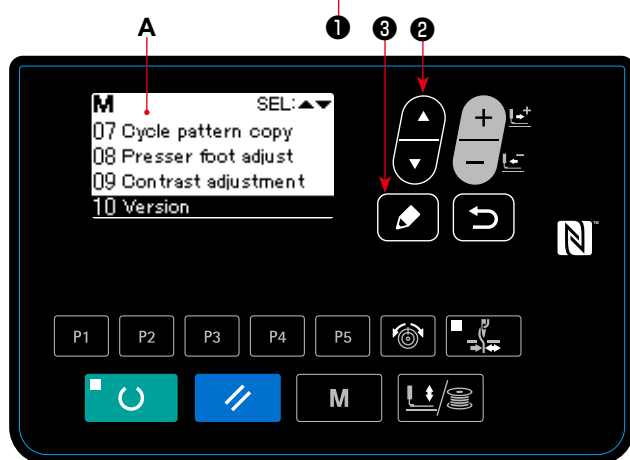 A ❶ ❸ ❷
M SEL:▲▼
07 Cycle pattern copy
08 Presser foot adjust
09 Contrast adjustment
10 Version
+
−
N™
P1 P2 P3 P4 P5
M